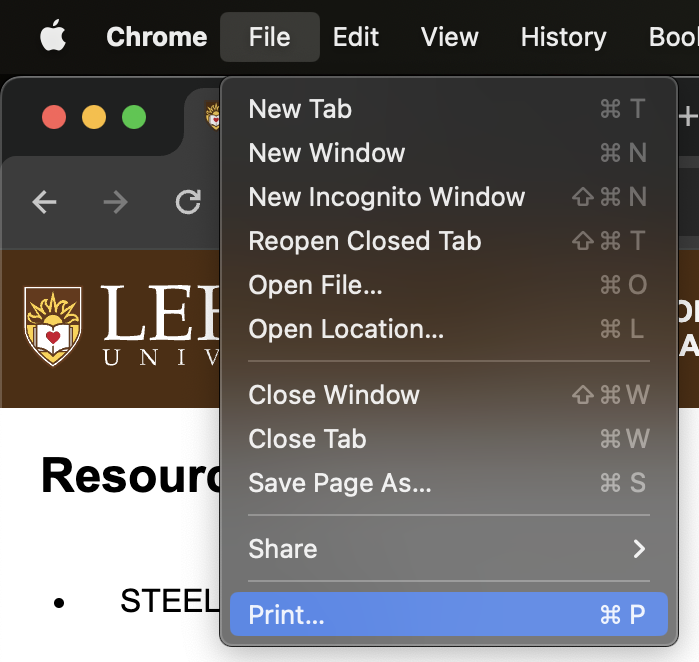 Chrome File Edit View History
New Tab ⌘ T
New Window ⌘ N
New Incognito Window ⇧ ⌘ N
Reopen Closed Tab ⇧ ⌘ T
Open File... ⌘ O
Open Location... ⌘ L
Close Window ⇧ ⌘ W
Close Tab ⌘ W
Save Page As... ⌘ S
Share
Print... ⌘ P
STEEL